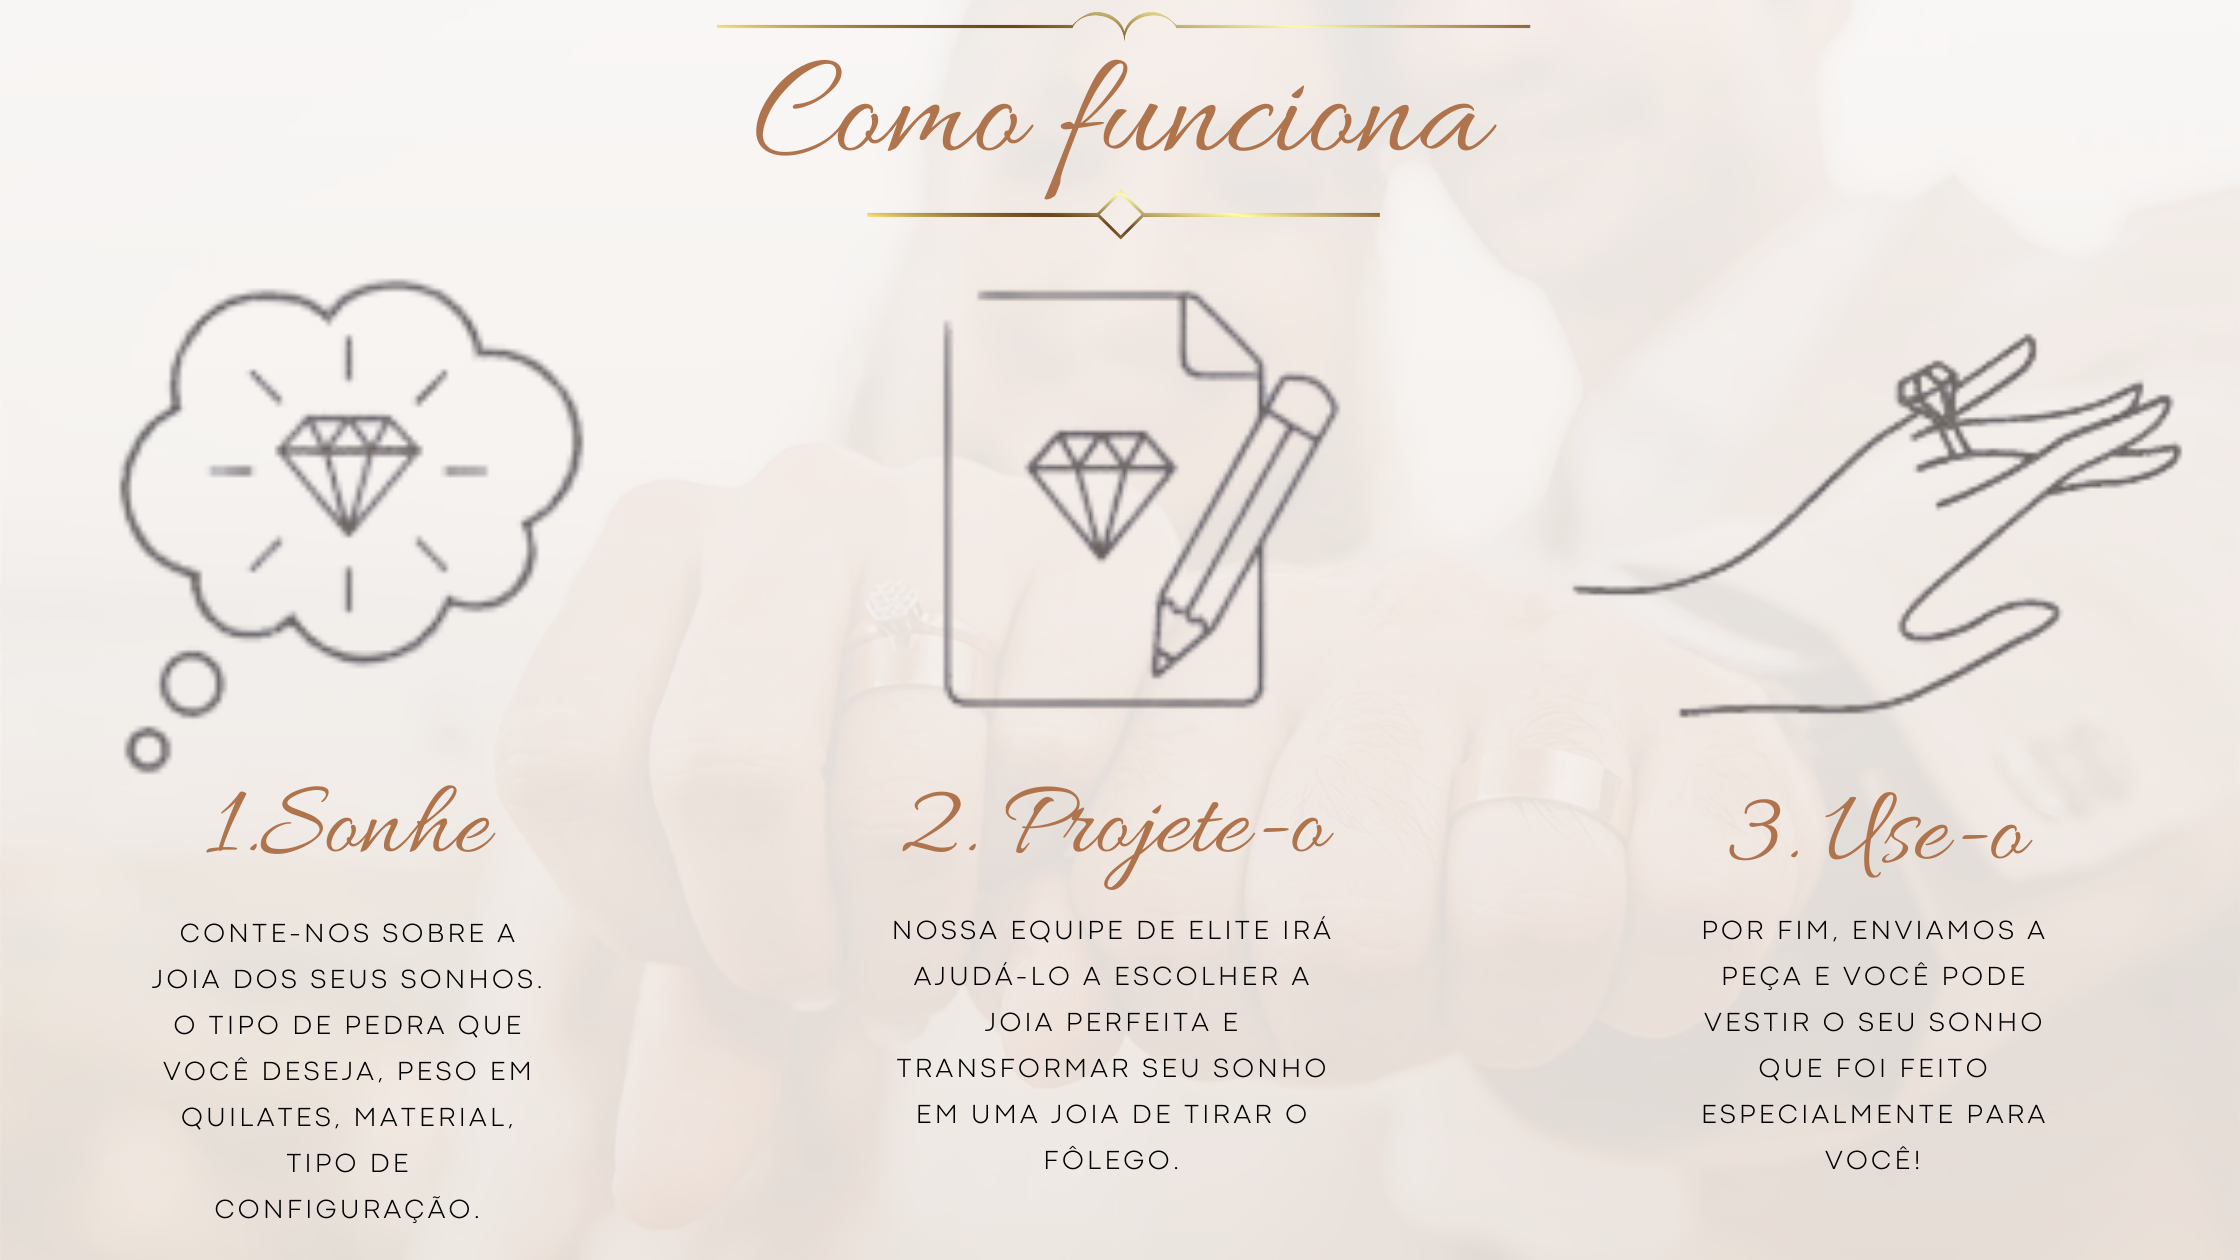 Como funciona
1.Sonhe
CONTE-NOS SOBRE A
JOIA DOS SEUS SONHOS.
O TIPO DE PEDRA QUE
VOCÊ DESEJA, PESO EM
QUILATES, MATERIAL,
TIPO DE
CONFIGURAÇÃO.
2. Projete-o
NOSSA EQUIPE DE ELITE IRÁ
AJUDÁ-LO A ESCOLHER A
JOIA PERFEITA E
TRANSFORMAR SEU SONHO
EM UMA JOIA DE TIRAR O
FÔLEGO.
3. Use-o
POR FIM, ENVIAMOS A
PEÇA E VOCÊ PODE
VESTIR O SEU SONHO
QUE FOI FEITO
ESPECIALMENTE PARA
VOCÊ!